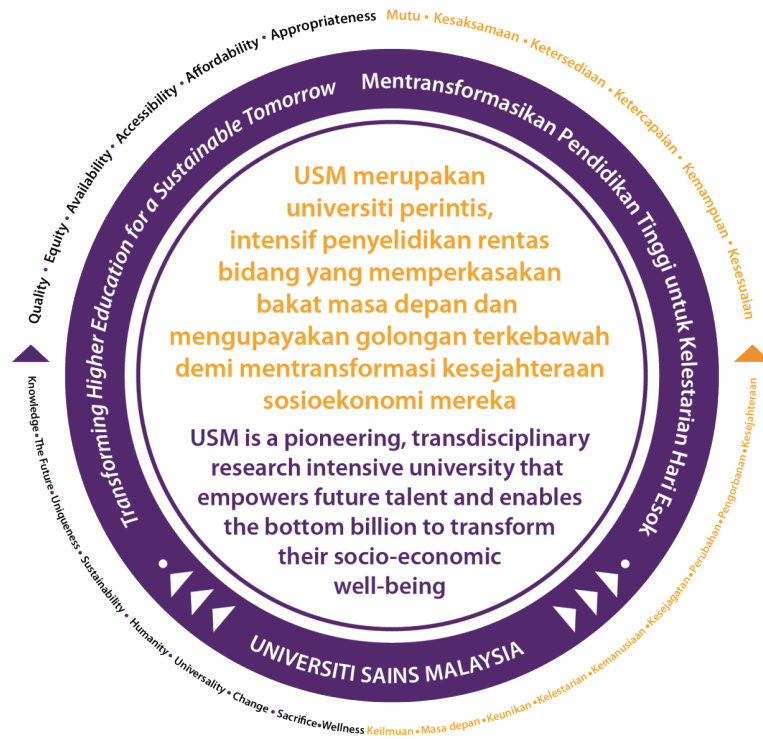 Quality • Equity • Availability • Accessibility • Affordability • Appropriateness
Mutu • Kesaksamaan • Ketersediaan • Ketercapaian • Kemampuan • Kesesuaian
Transforming Higher Education for a Sustainable Tomorrow
Mentransformasikan Pendidikan Tinggi untuk Kelestarian Hari Esok
USM merupakan
universiti perintis,
intensif penyelidikan rentas
bidang yang memperkasakan
bakat masa depan dan
mengupayakan golongan terkebawah
demi mentransformasi kesejahteraan
sosioekonomi mereka
USM is a pioneering, transdisciplinary
research intensive university that
empowers future talent and enables
the bottom billion to transform
their socio-economic
well-being
UNIVERSITI SAINS MALAYSIA
Knowledge • The Future • Uniqueness • Sustainability • Humanity • Universality • Change • Sacrifice • Wellness
Keilmuan • Masa depan • Keunikan • Kelestarian • Kemanusiaan • Kesejagatan • Perubahan • Pengorbanan • Kesejahteraan